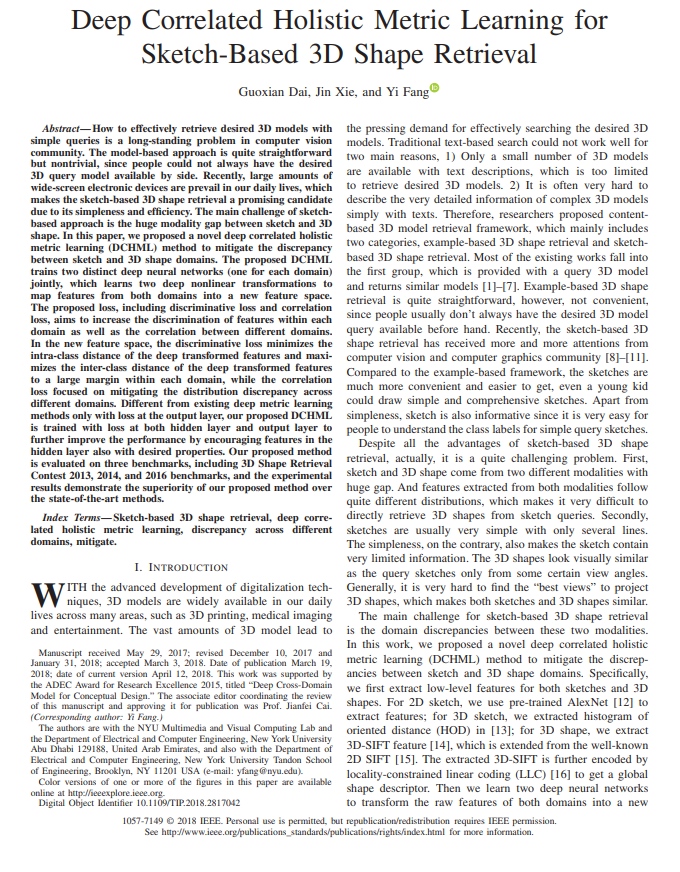 Deep Correlated Holistic Metric Learning for
Sketch-Based 3D Shape Retrieval
Guoxian Dai, Jin Xie, and Yi Fang
Abstract—How to effectively retrieve desired 3D models with
simple queries is a long-standing problem in computer vision
community. The model-based approach is quite straightforward
but nontrivial, since people could not always have the desired
3D query model available by side. Recently, large amounts of
wide-screen electronic devices are prevail in our daily lives, which
makes the sketch-based 3D shape retrieval a promising candidate
due to its simpleness and efficiency. The main challenge of sketch-
based approach is the huge modality gap between sketch and 3D
shape. In this paper, we proposed a novel deep correlated holistic
metric learning (DCHML) method to mitigate the discrepancy
between sketch and 3D shape domains. The proposed DCHML
trains two distinct deep neural networks (one for each domain)
jointly, which learns two deep nonlinear transformations to
map features from both domains into a new feature space.
The proposed loss, including discriminative loss and correlation
loss, aims to increase the discrimination of features within each
domain as well as the correlation between different domains.
In the new feature space, the discriminative loss minimizes the
intra-class distance of the deep transformed features and maxi-
mizes the inter-class distance of the deep transformed features
to a large margin within each domain, while the correlation
loss focused on mitigating the distribution discrepancy across
different domains. Different from existing deep metric learning
methods only with loss at the output layer, our proposed DCHML
is trained with loss at both hidden layer and output layer to
further improve the performance by encouraging features in the
hidden layer also with desired properties. Our proposed method
is evaluated on three benchmarks, including 3D Shape Retrieval
Contest 2013, 2014, and 2016 benchmarks, and the experimental
results demonstrate the superiority of our proposed method over
the state-of-the-art methods.
Index Terms—Sketch-based 3D shape retrieval, deep corre-
lated holistic metric learning, discrepancy across different
domains, mitigate.
I. INTRODUCTION
WITH the advanced development of digitalization tech-
niques, 3D models are widely available in our daily
lives across many areas, such as 3D printing, medical imaging
and entertainment. The vast amounts of 3D model lead to
Manuscript received May 29, 2017; revised December 10, 2017 and
January 31, 2018; accepted March 3, 2018. Date of publication March 19,
2018; date of current version April 12, 2018. This work was supported by
the ADEC Award for Research Excellence 2015, titled "Deep Cross-Domain
Model for Conceptual Design." The associate editor coordinating the review
of this manuscript and approving it for publication was Prof. Jianfei Cai.
(Corresponding author: Yi Fang.)
The authors are with the NYU Multimedia and Visual Computing Lab and
the Department of Electrical and Computer Engineering, New York University
Abu Dhabi 129188, United Arab Emirates, and also with the Department of
Electrical and Computer Engineering, New York University Tandon School
of Engineering, Brooklyn, NY 11201 USA (e-mail: yfang@nyu.edu).
Color versions of one or more of the figures in this paper are available
online at http://ieeexplore.ieee.org.
Digital Object Identifier 10.1109/TIP.2018.2817042
the pressing demand for effectively searching the desired 3D
models. Traditional text-based search could not work well for
two main reasons, 1) Only a small number of 3D models
are available with text descriptions, which is too limited
to retrieve desired 3D models. 2) It is often very hard to
describe the very detailed information of complex 3D models
simply with texts. Therefore, researchers proposed content-
based 3D model retrieval framework, which mainly includes
two categories, example-based 3D shape retrieval and sketch-
based 3D shape retrieval. Most of the existing works fall into
the first group, which is provided with a query 3D model
and returns similar models [1]–[7]. Example-based 3D shape
retrieval is quite straightforward, however, not convenient,
since people usually don't always have the desired 3D model
query available before hand. Recently, the sketch-based 3D
shape retrieval has received more and more attentions from
computer vision and computer graphics community [8]–[11].
Compared to the example-based framework, the sketches are
much more convenient and easier to get, even a young kid
could draw simple and comprehensive sketches. Apart from
simpleness, sketch is also informative since it is very easy for
people to understand the class labels for simple query sketches.
Despite all the advantages of sketch-based 3D shape
retrieval, actually, it is a quite challenging problem. First,
sketch and 3D shape come from two different modalities with
huge gap. And features extracted from both modalities follow
quite different distributions, which makes it very difficult to
directly retrieve 3D shapes from sketch queries. Secondly,
sketches are usually very simple with only several lines.
The simpleness, on the contrary, also makes the sketch contain
very limited information. The 3D shapes look visually similar
as the query sketches only from some certain view angles.
Generally, it is very hard to find the "best views" to project
3D shapes, which makes both sketches and 3D shapes similar.
The main challenge for sketch-based 3D shape retrieval
is the domain discrepancies between these two modalities.
In this work, we proposed a novel deep correlated holistic
metric learning (DCHML) method to mitigate the discrep-
ancies between sketch and 3D shape domains. Specifically,
we first extract low-level features for both sketches and 3D
shapes. For 2D sketch, we use pre-trained AlexNet [12] to
extract features; for 3D sketch, we extracted histogram of
oriented distance (HOD) in [13]; for 3D shape, we extract
3D-SIFT feature [14], which is extended from the well-known
2D SIFT [15]. The extracted 3D-SIFT is further encoded by
locality-constrained linear coding (LLC) [16] to get a global
shape descriptor. Then we learn two deep neural networks
to transform the raw features of both domains into a new
1057-7149 © 2018 IEEE. Personal use is permitted, but republication/redistribution requires IEEE permission.
See http://www.ieee.org/publications_standards/publications/rights/index.html for more information.